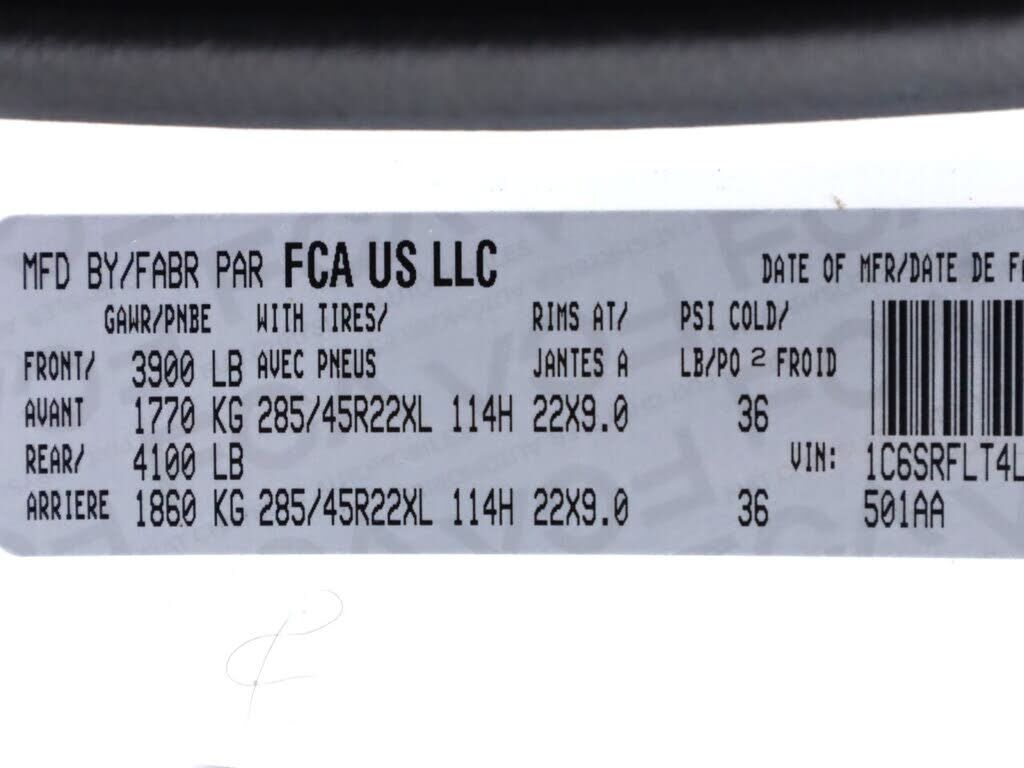 MFD BY/FABR PAR FCA US LLC DATE OF MFR/DATE DE
GAWR/PNBE WITH TIRES/ RIMS AT/ PSI COLD/
FRONT/ 3900 LB AVEC PNEUS JANTES A LB/PO 2 FROID
AVANT 1770 KG 285/45R22XL 114H 22X9.0 36
REAR/ 4100 LB VIN: 1C6SRFLT4L
ARRIERE 1860 KG 285/45R22XL 114H 22X9.0 36 501AA